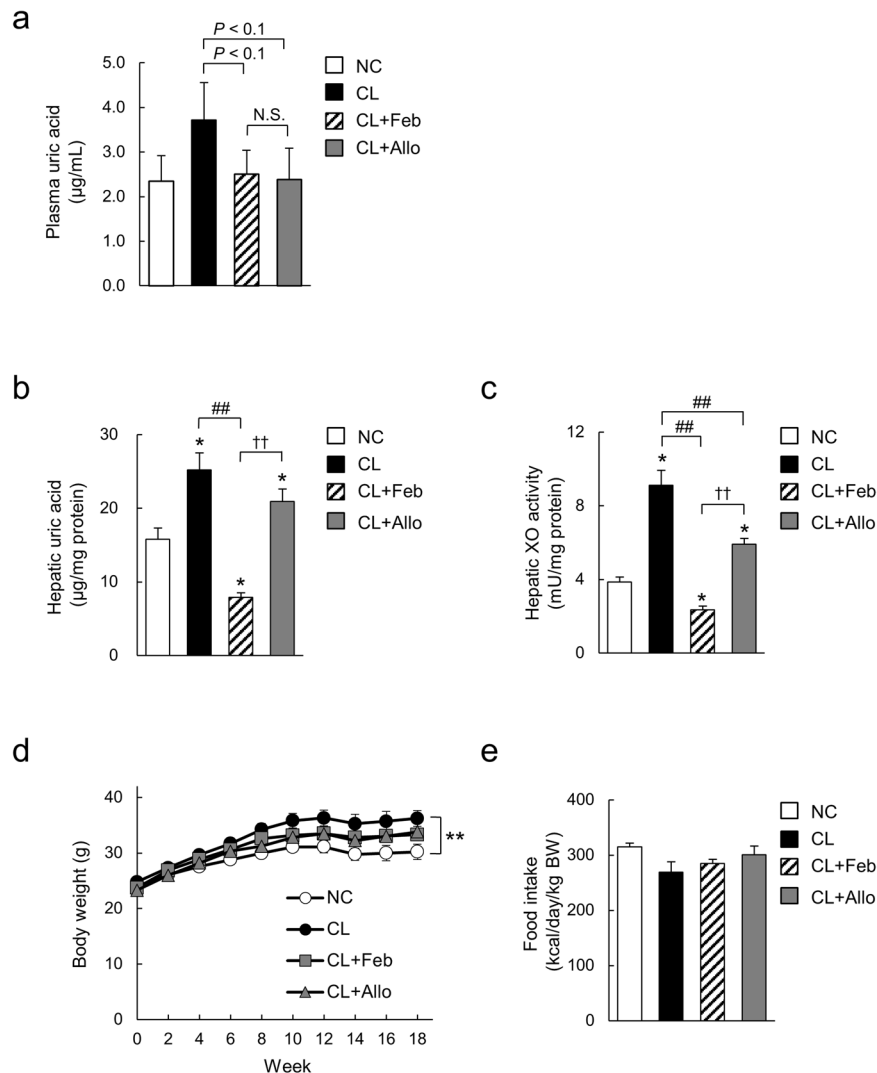 a
P < 0.1
P < 0.1
N.S.
5.0
4.0
3.0
2.0
1.0
0.0
Plasma uric acid
(µg/mL)
NC
CL
CL+Feb
CL+Allo
b
##
††
*
*
*
30
20
10
0
Hepatic uric acid
(µg/mg protein)
NC
CL
CL+Feb
CL+Allo
c
##
##
††
*
*
*
12
8
4
0
Hepatic XO activity
(mU/mg protein)
NC
CL
CL+Feb
CL+Allo
d
40
30
20
10
0
Body weight (g)
**
NC
CL
CL+Feb
CL+Allo
0 2 4 6 8 10 12 14 16 18
Week
e
400
300
200
100
0
Food intake
(kcal/day/kg BW)
NC
CL
CL+Feb
CL+Allo